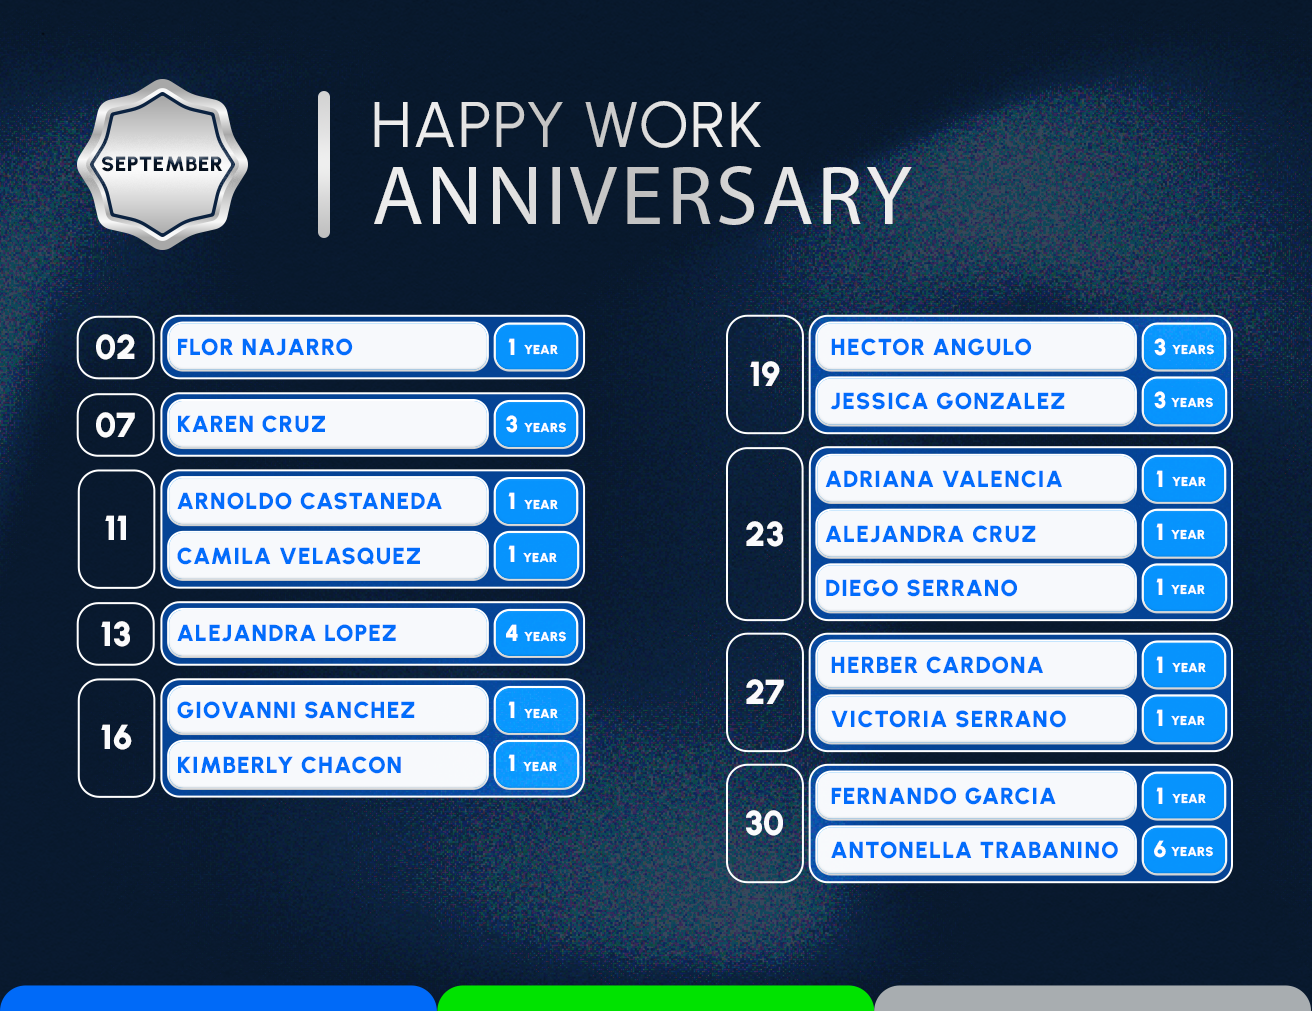 SEPTEMBER
HAPPY WORK
ANNIVERSARY
02
FLOR NAJARRO 1 YEAR
07
KAREN CRUZ 3 YEARS
11
ARNOLDO CASTANEDA 1 YEAR
CAMILA VELASQUEZ 1 YEAR
13
ALEJANDRA LOPEZ 4 YEARS
16
GIOVANNI SANCHEZ 1 YEAR
KIMBERLY CHACON 1 YEAR
19
HECTOR ANGULO 3 YEARS
JESSICA GONZALEZ 3 YEARS
23
ADRIANA VALENCIA 1 YEAR
ALEJANDRA CRUZ 1 YEAR
DIEGO SERRANO 1 YEAR
27
HERBER CARDONA 1 YEAR
VICTORIA SERRANO 1 YEAR
30
FERNANDO GARCIA 1 YEAR
ANTONELLA TRABANINO 6 YEARS